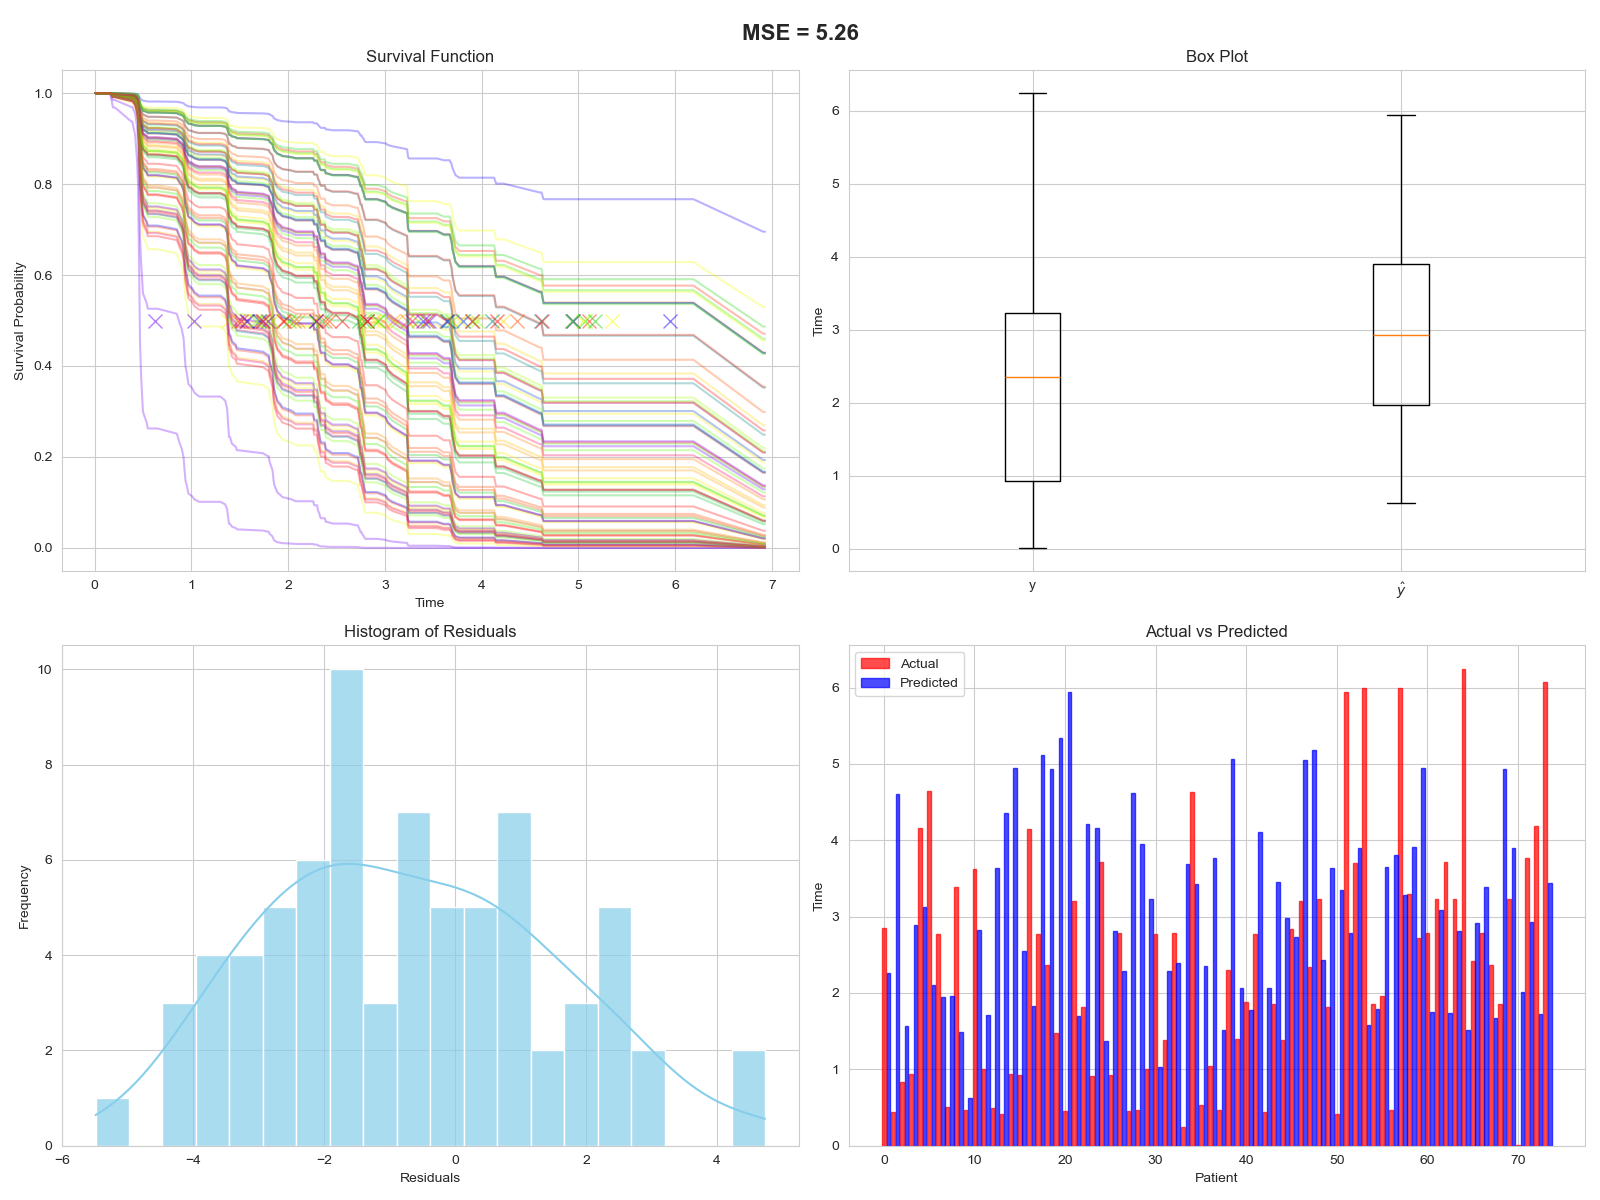 MSE = 5.26
Survival Function
Survival Probability
1.0
0.8
0.6
0.4
0.2
0.0
0 1 2 3 4 5 6 7
Time
Box Plot
Time
6
5
4
3
2
1
0
y ŷ
Histogram of Residuals
Frequency
10
8
6
4
2
0
−6 −4 −2 0 2 4
Residuals
Actual vs Predicted
Actual
Predicted
Time
6
5
4
3
2
1
0
0 10 20 30 40 50 60 70
Patient